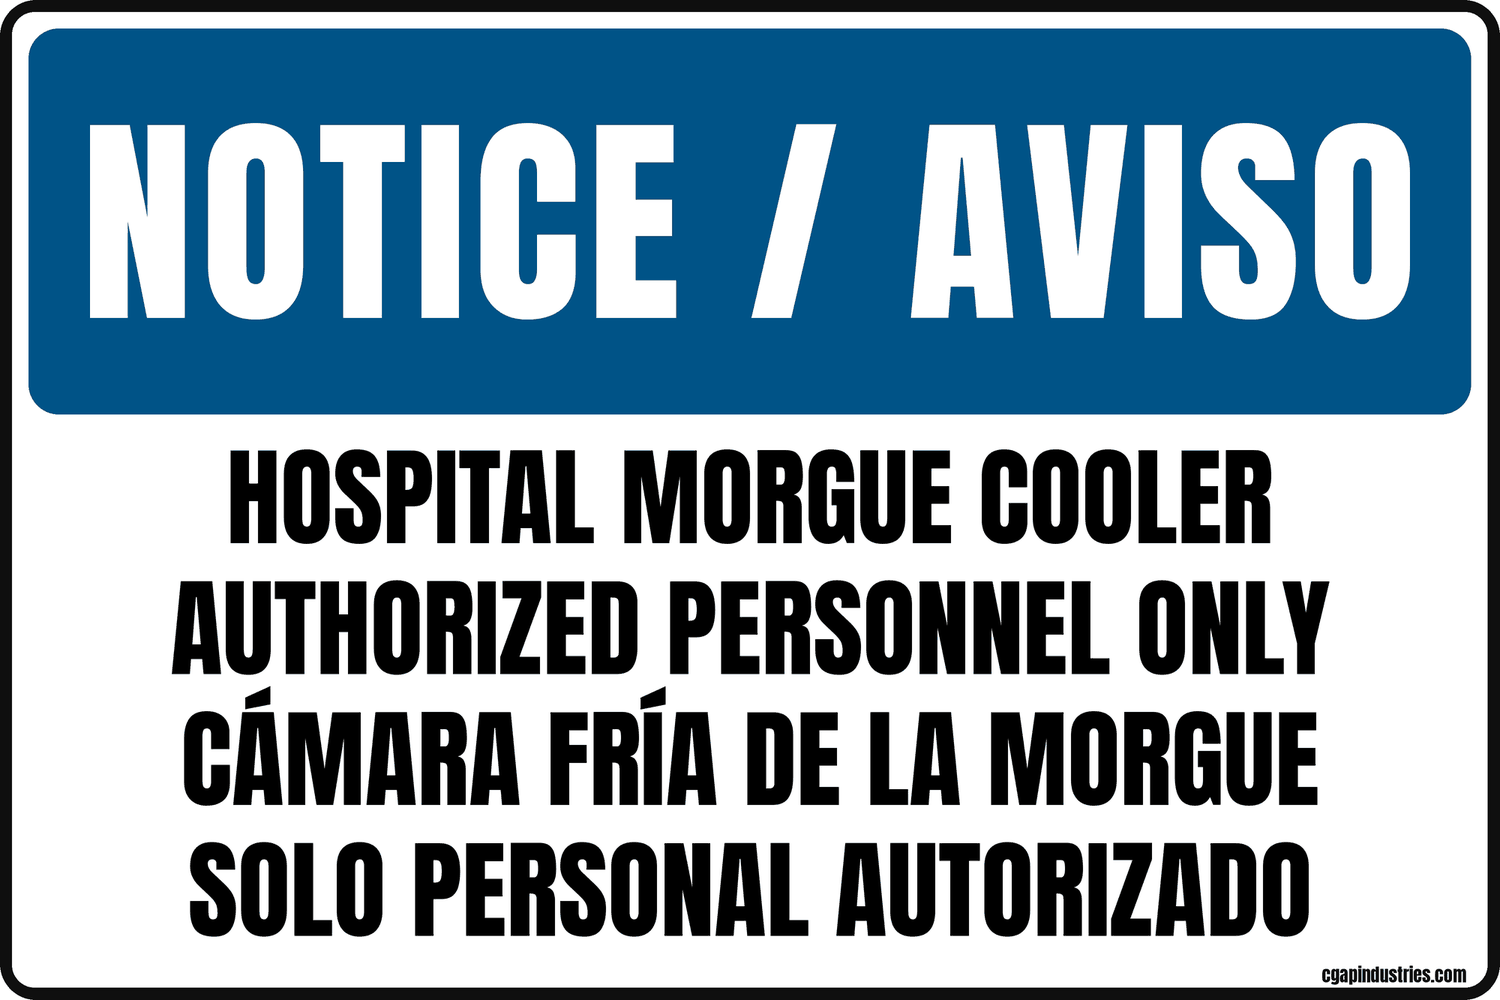 NOTICE / AVISO
HOSPITAL MORGUE COOLER
AUTHORIZED PERSONNEL ONLY
CÁMARA FRÍA DE LA MORGUE
SOLO PERSONAL AUTORIZADO
cgapindustries.com